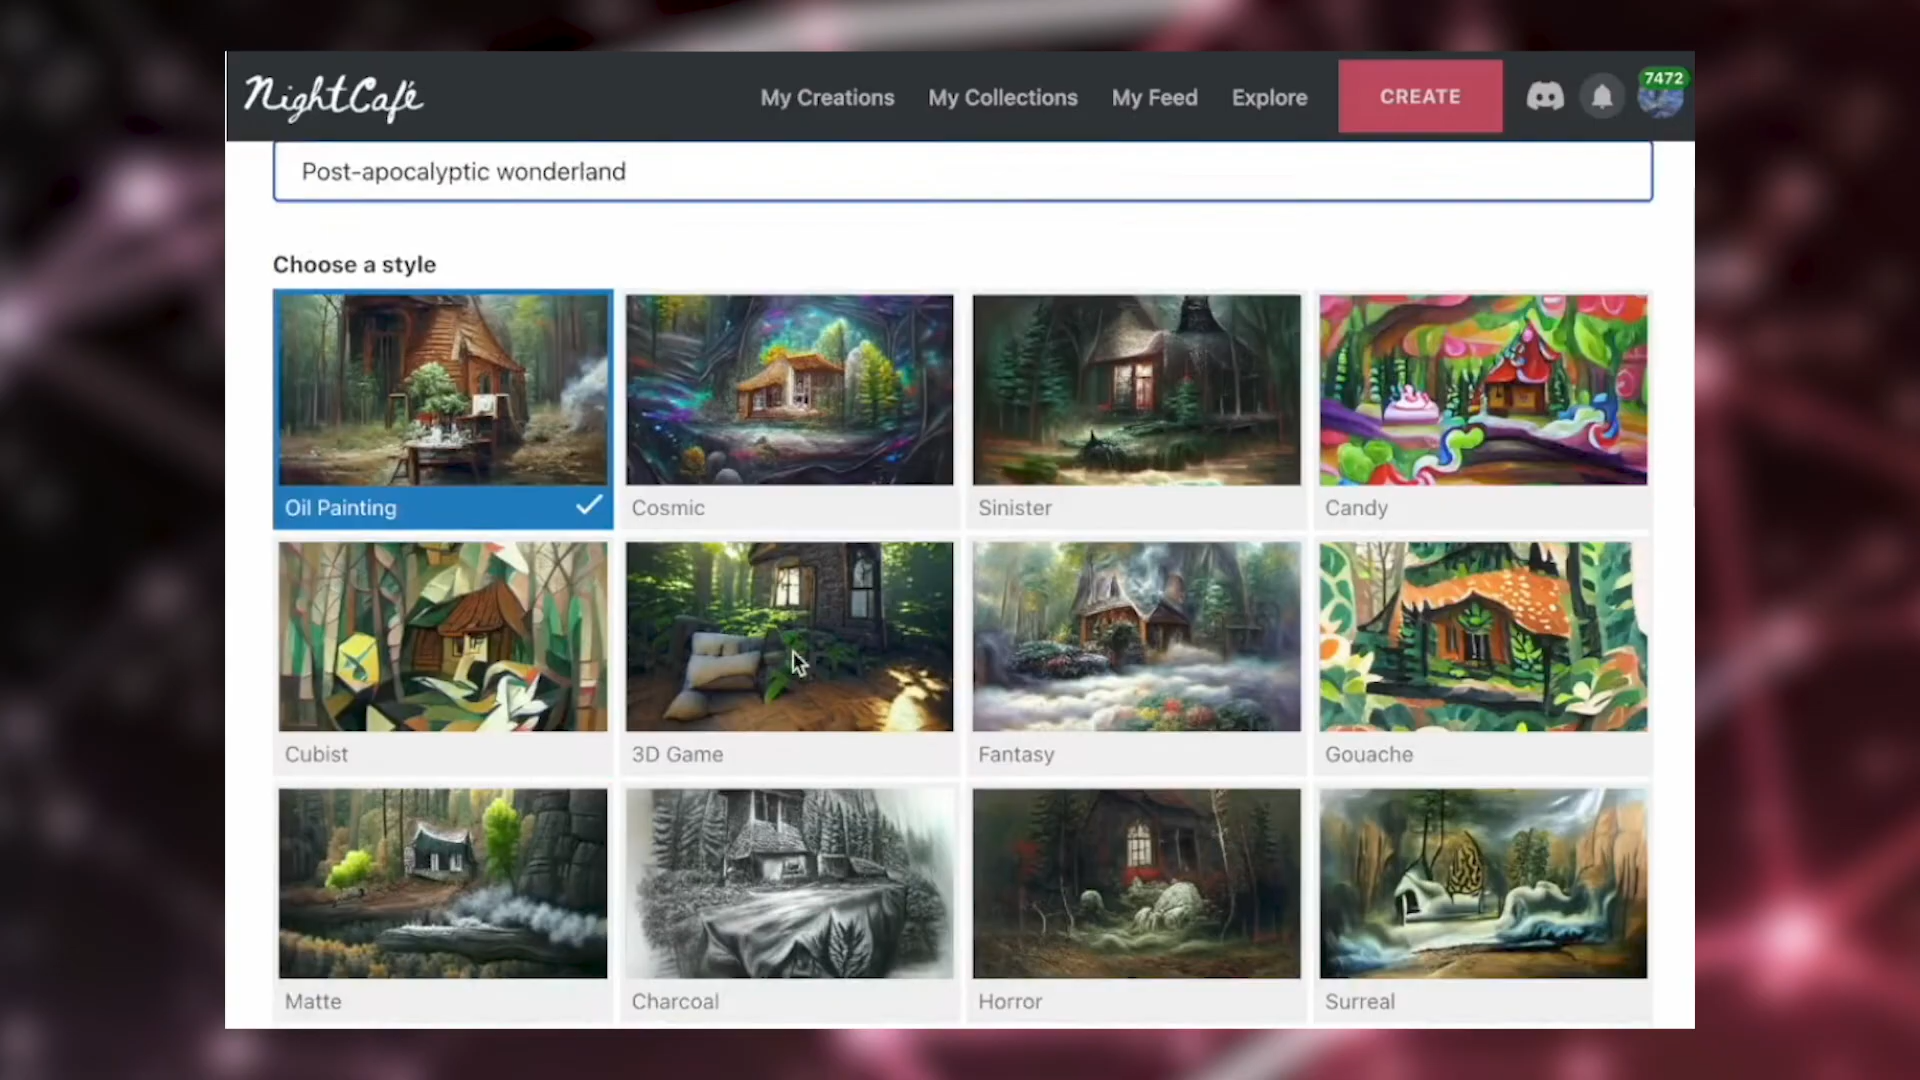 NightCafé
My Creations
My Collections
My Feed
Explore
CREATE
7472
Post-apocalyptic wonderland
Choose a style
Oil Painting
Cosmic
Sinister
Candy
Cubist
3D Game
Fantasy
Gouache
Matte
Charcoal
Horror
Surreal